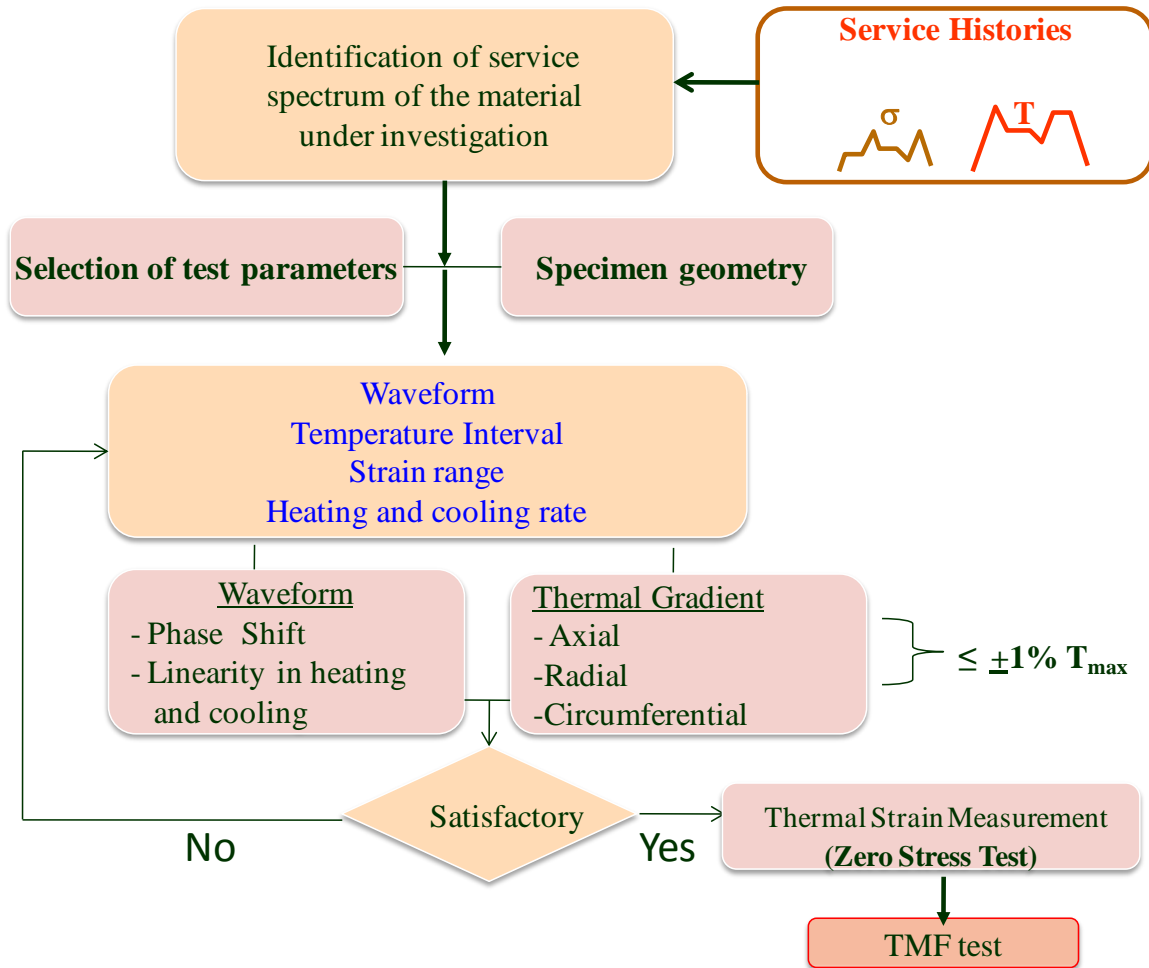 Service Histories
σ
T
Identification of service
spectrum of the material
under investigation
Selection of test parameters
Specimen geometry
Waveform
Temperature Interval
Strain range
Heating and cooling rate
Waveform
- Phase Shift
- Linearity in heating
and cooling
Thermal Gradient
- Axial
-Radial
-Circumferential
≤ ±1% Tmax
Satisfactory
No
Yes
Thermal Strain Measurement
(Zero Stress Test)
TMF test